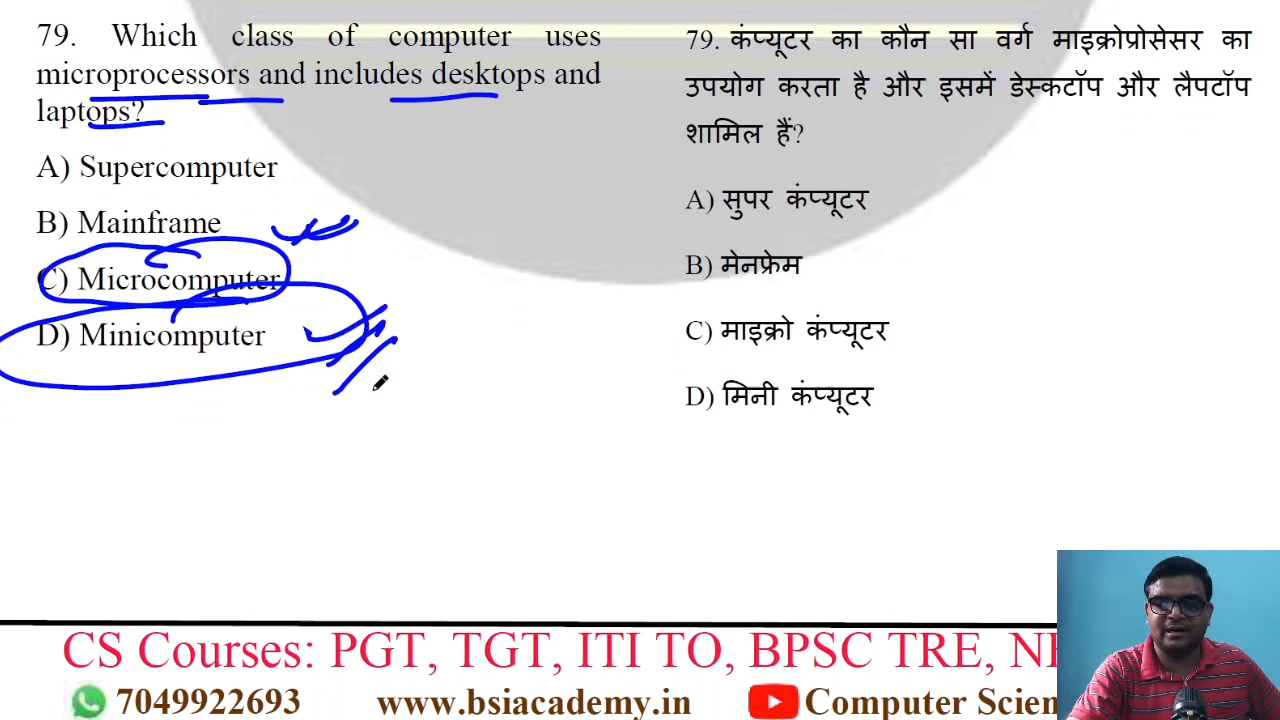 79. Which class of computer uses
microprocessors and includes desktops and
laptops?
A) Supercomputer
B) Mainframe
C) Microcomputer
D) Minicomputer
79. कंप्यूटर का कौन सा वर्ग माइक्रोप्रोसेसर का
उपयोग करता है और इसमें डेस्कटॉप और लैपटॉप
शामिल हैं?
A) सुपर कंप्यूटर
B) मेनफ्रेम
C) माइक्रो कंप्यूटर
D) मिनी कंप्यूटर
CS Courses: PGT, TGT, ITI TO, BPSC TRE,
7049922693 www.bsiacademy.in Computer Scien